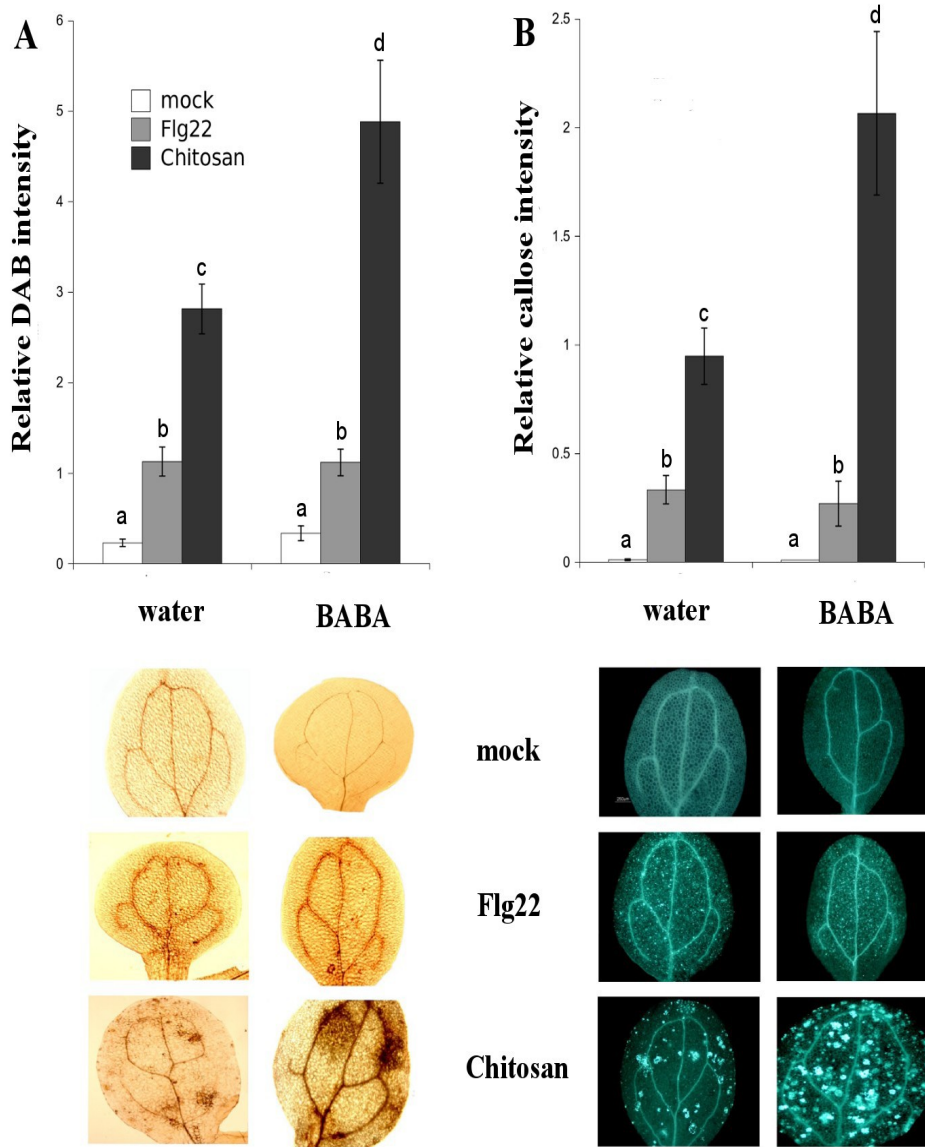 A
Relative DAB intensity
6
5
4
3
2
1
0
mock
Flg22
Chitosan
a
b
c
a
b
d
water
BABA
B
Relative callose intensity
2.5
2
1.5
1
0.5
0
a
b
c
a
b
d
water
BABA
mock
Flg22
Chitosan